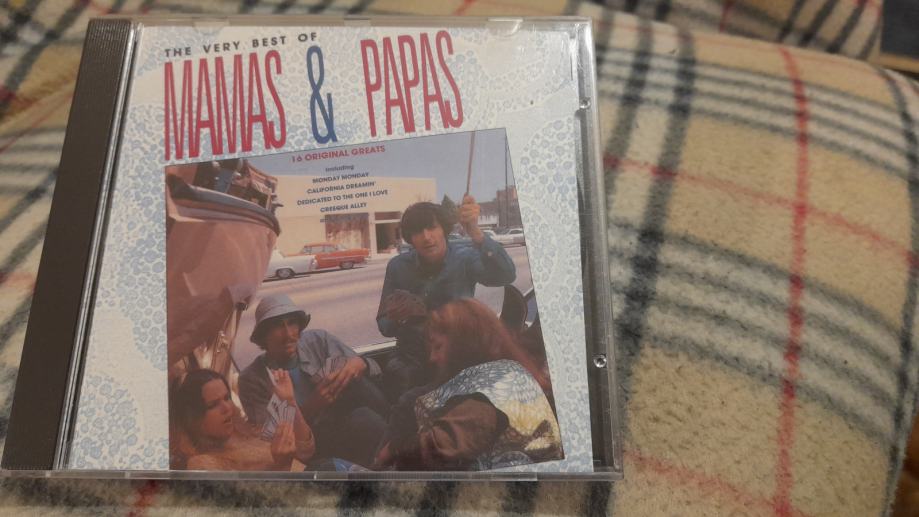 THE VERY BEST OF
MAMAS & PAPAS
16 ORIGINAL GREATS
Including
MONDAY MONDAY
CALIFORNIA DREAMIN'
DEDICATED TO THE ONE I LOVE
CREEQUE ALLEY